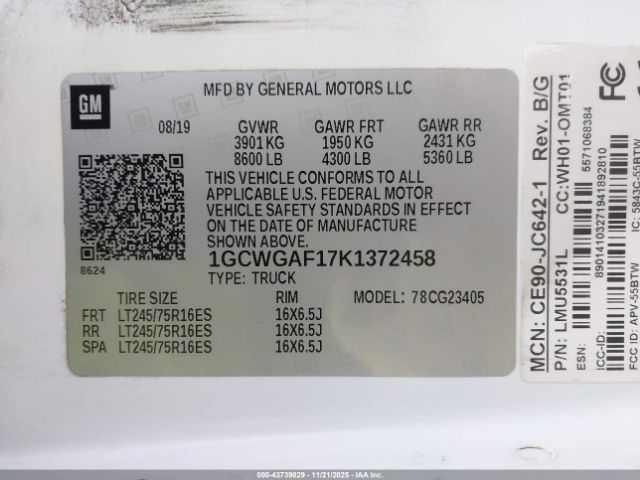 GM
MFD BY GENERAL MOTORS LLC
08/19 GVWR GAWR FRT GAWR RR
3901 KG 1950 KG 2431 KG
8600 LB 4300 LB 5360 LB
THIS VEHICLE CONFORMS TO ALL
APPLICABLE U.S. FEDERAL MOTOR
VEHICLE SAFETY STANDARDS IN EFFECT
ON THE DATE OF MANUFACTURE
SHOWN ABOVE.
1GCWGAF17K1372458
8624
TYPE: TRUCK
TIRE SIZE RIM MODEL: 78CG23405
FRT LT245/75R16ES 16X6.5J
RR LT245/75R16ES 16X6.5J
SPA LT245/75R16ES 16X6.5J
MCN: CE90-JC642-1 Rev. B/G
P/N: LMU5531L CC:WH01-OMT01
ESN: 5571068384
ICC-ID: 89014103271941892810
FCC ID: APV-55BTW IC: 5843C-55BTW
FC
000-43739829 - 11/21/2025 - IAAI.COM